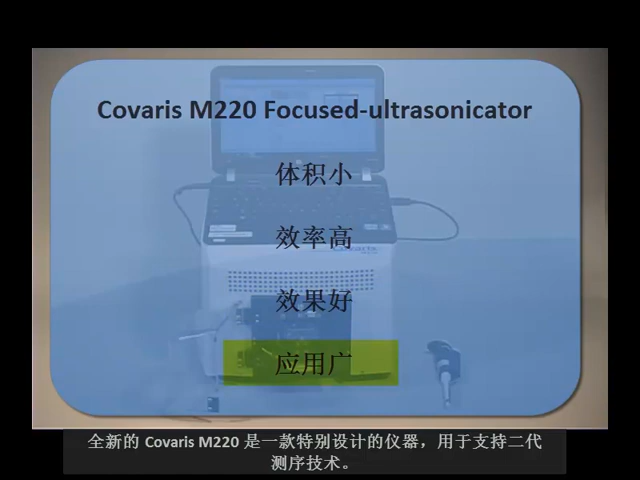 Covaris M220 Focused-ultrasonicator
体积小
效率高
效果好
应用广
全新的 Covaris M220 是一款特别设计的仪器，用于支持二代
测序技术。